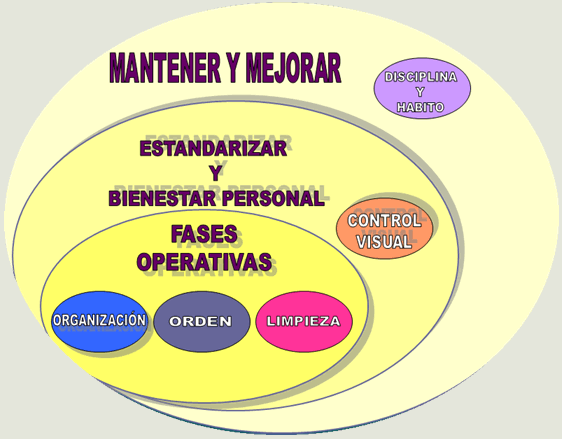 MANTENER Y MEJORAR
DISCIPLINA
Y
HABITO
ESTANDARIZAR
Y
BIENESTAR PERSONAL
CONTROL
VISUAL
FASES
OPERATIVAS
ORGANIZACIÓN
ORDEN
LIMPIEZA